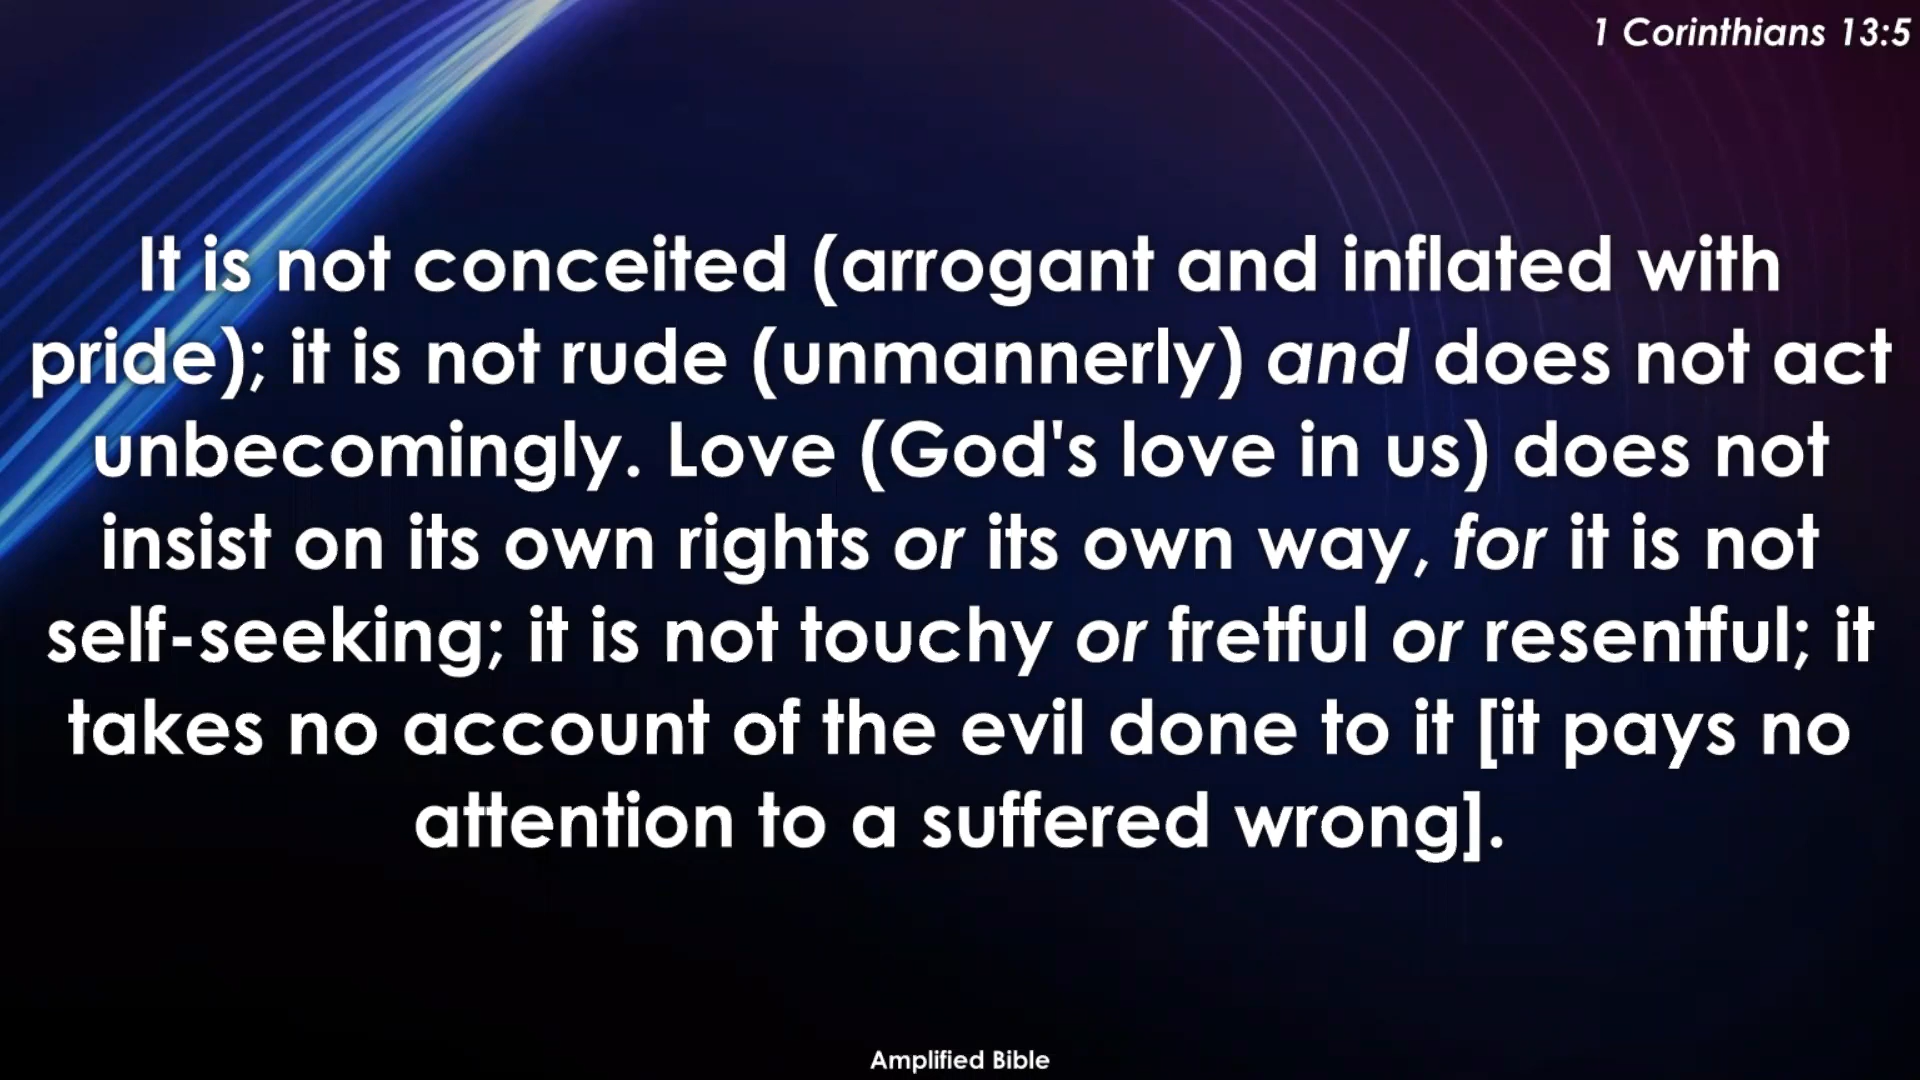 1 Corinthians 13:5
It is not conceited (arrogant and inflated with
pride); it is not rude (unmannerly) and does not act
unbecomingly. Love (God's love in us) does not
insist on its own rights or its own way, for it is not
self-seeking; it is not touchy or fretful or resentful; it
takes no account of the evil done to it [it pays no
attention to a suffered wrong].
Amplified Bible